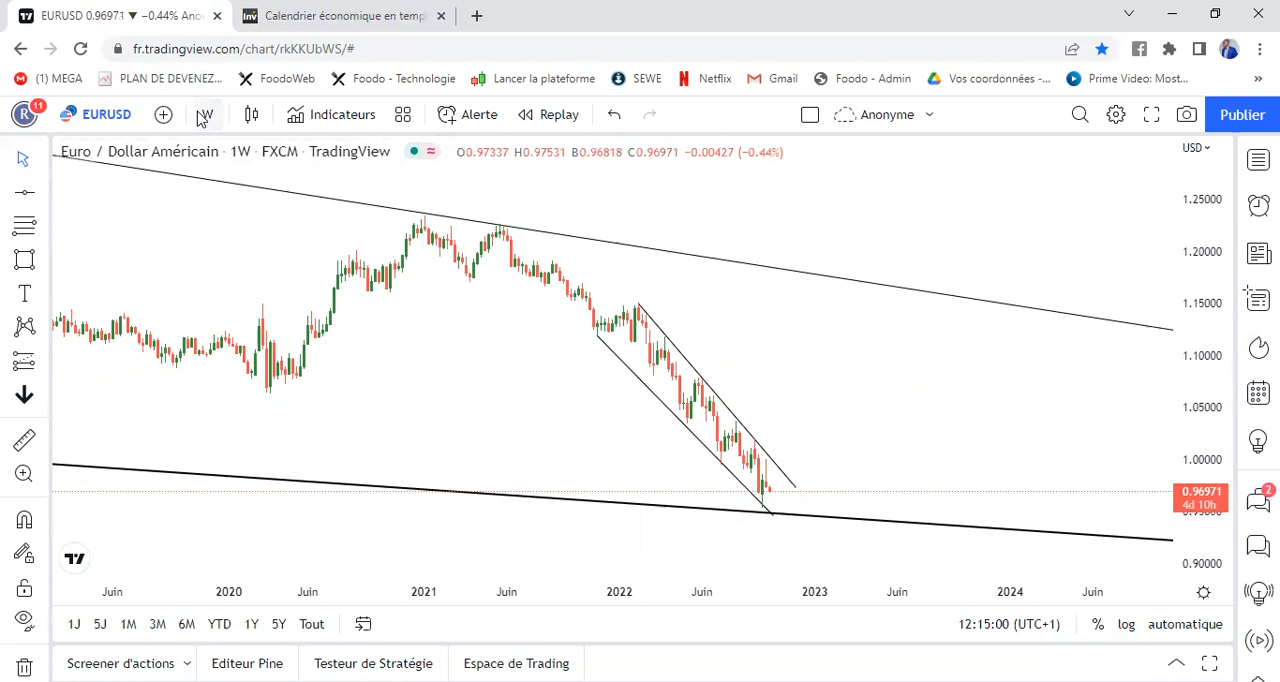 EURUSD 0.96971 ▼ −0.44% Ano
Calendrier économique en temp
fr.tradingview.com/chart/rkKKUbWS/#
(1) MEGA
PLAN DE DEVENEZ...
FoodoWeb
Foodo - Technologie
Lancer la plateforme
SEWE
Netflix
Gmail
Foodo - Admin
Vos coordonnées -...
Prime Video: Most...
»
R 11
EURUSD
W
Indicateurs
Alerte
Replay
Anonyme
Publier
Euro / Dollar Américain · 1W · FXCM · TradingView
O0.97337 H0.97531 B0.96818 C0.96971 −0.00427 (−0.44%)
USD
1.25000
1.20000
1.15000
1.10000
1.05000
1.00000
0.96971
4d 10h
0.90000
Juin 2020 Juin 2021 Juin 2022 Juin 2023 Juin 2024 Juin
1J 5J 1M 3M 6M YTD 1Y 5Y Tout
12:15:00 (UTC+1) % log automatique
Screener d'actions
Editeur Pine
Testeur de Stratégie
Espace de Trading
2